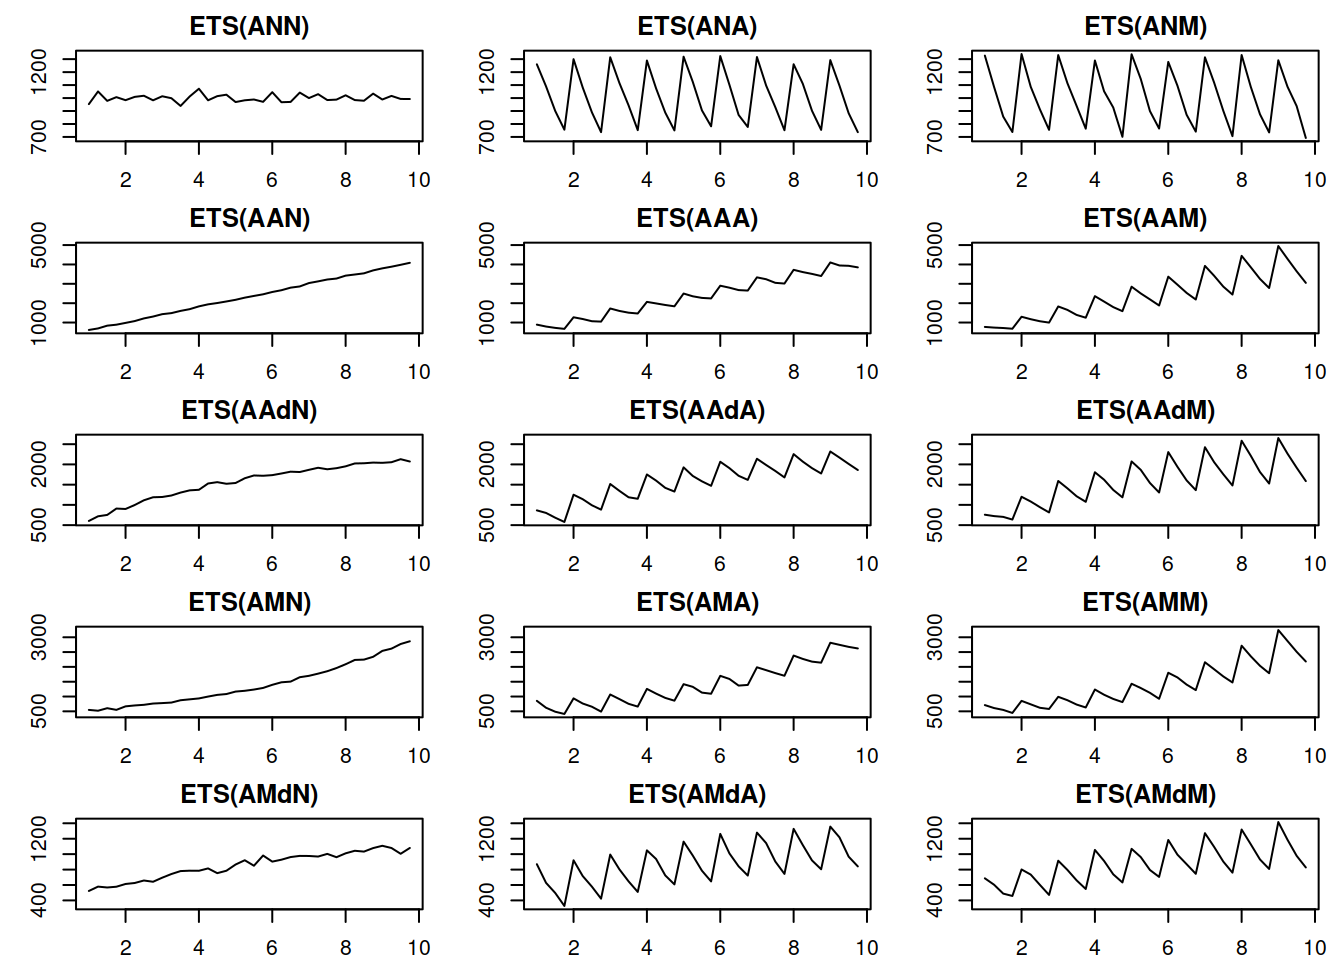 ETS(ANN) ETS(ANA) ETS(ANM)
700 1200 700 1200 700 1200
2 4 6 8 10 2 4 6 8 10 2 4 6 8 10
ETS(AAN) ETS(AAA) ETS(AAM)
1000 5000 1000 5000 1000 5000
2 4 6 8 10 2 4 6 8 10 2 4 6 8 10
ETS(AAdN) ETS(AAdA) ETS(AAdM)
500 2000 500 2000 500 2000
2 4 6 8 10 2 4 6 8 10 2 4 6 8 10
ETS(AMN) ETS(AMA) ETS(AMM)
500 3000 500 3000 500 3000
2 4 6 8 10 2 4 6 8 10 2 4 6 8 10
ETS(AMdN) ETS(AMdA) ETS(AMdM)
400 1200 400 1200 400 1200
2 4 6 8 10 2 4 6 8 10 2 4 6 8 10